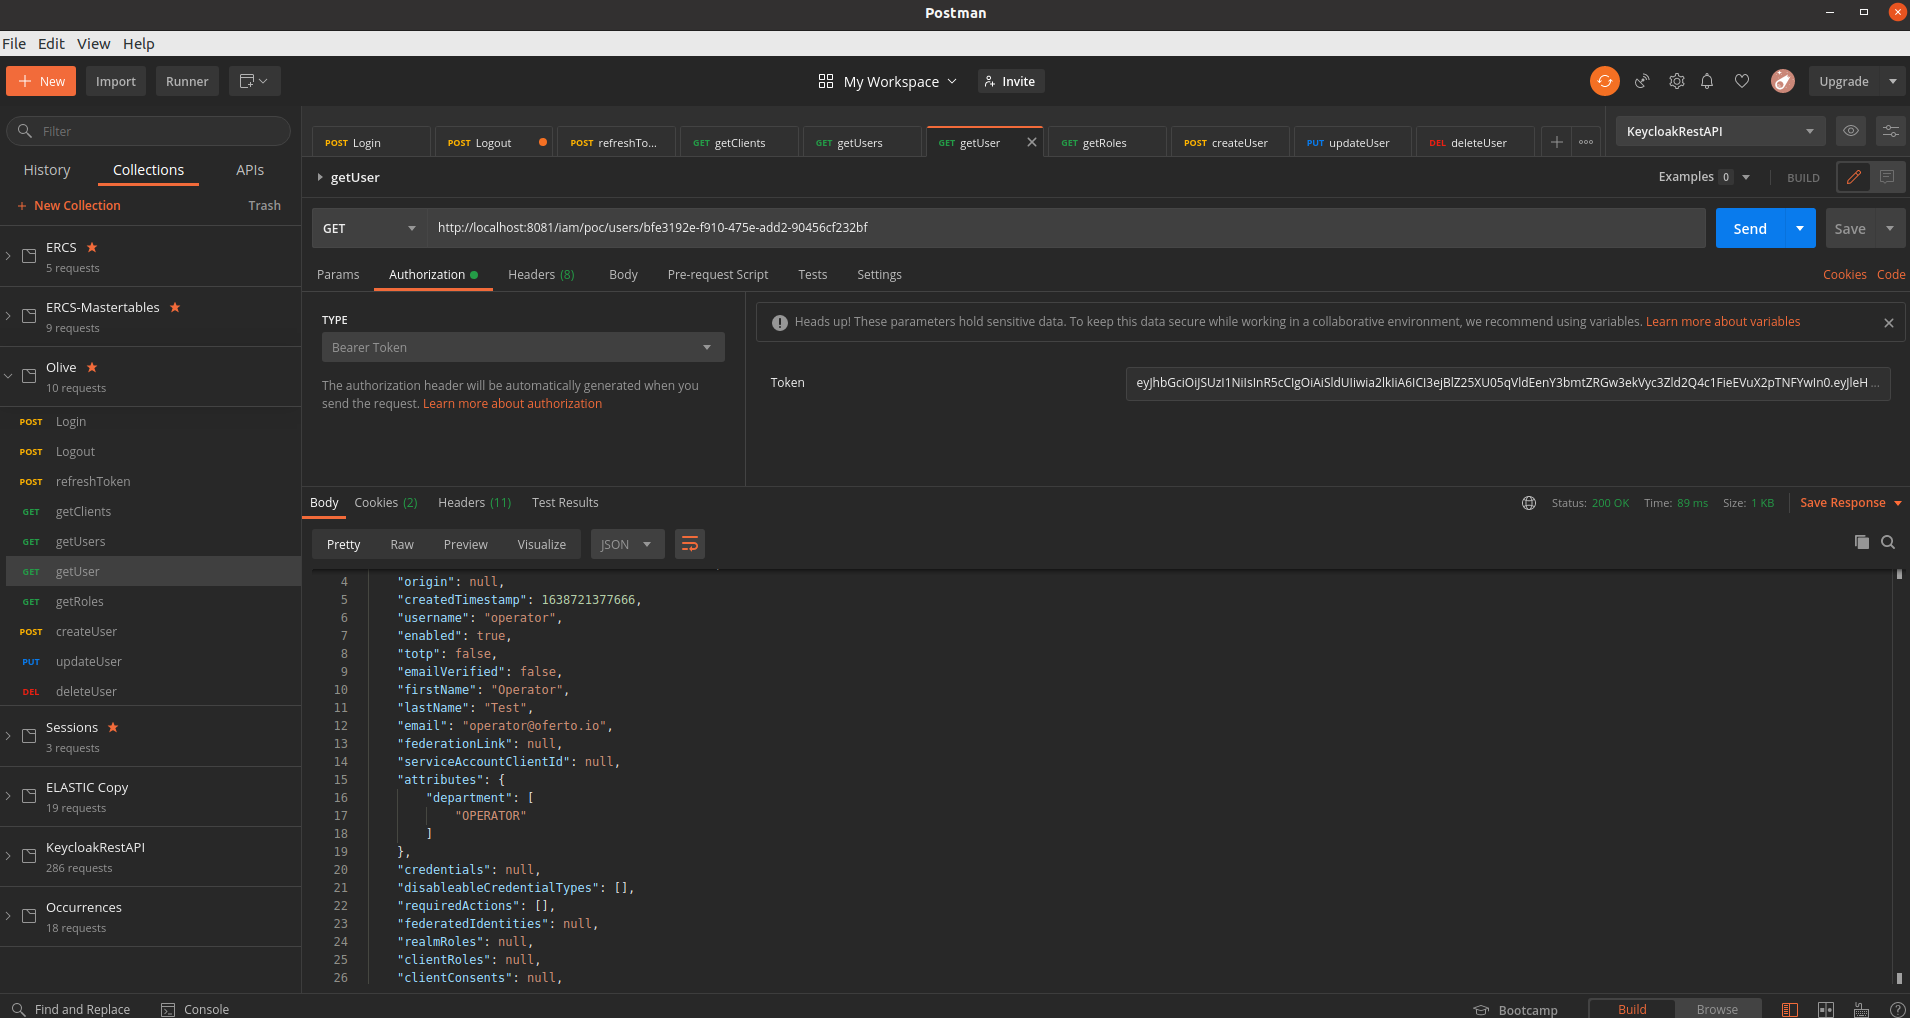 Postman
File Edit View Help
+ New Import Runner My Workspace Invite Upgrade
Filter
History Collections APIs
+ New Collection Trash
ERCS
5 requests
ERCS-Mastertables
9 requests
Olive
10 requests
POST Login
POST Logout
POST refreshToken
GET getClients
GET getUsers
GET getUser
GET getRoles
POST createUser
PUT updateUser
DEL deleteUser
Sessions
3 requests
ELASTIC Copy
19 requests
KeycloakRestAPI
286 requests
Occurrences
18 requests
POST Login POST Logout POST refreshTo... GET getClients GET getUsers GET getUser GET getRoles POST createUser PUT updateUser DEL deleteUser KeycloakRestAPI
getUser Examples 0 BUILD
GET http://localhost:8081/iam/poc/users/bfe3192e-f910-475e-add2-90456cf232bf Send Save
Params Authorization Headers (8) Body Pre-request Script Tests Settings Cookies Code
TYPE
Bearer Token
The authorization header will be automatically generated when you
send the request. Learn more about authorization
Heads up! These parameters hold sensitive data. To keep this data secure while working in a collaborative environment, we recommend using variables. Learn more about variables
Token
Body Cookies (2) Headers (11) Test Results Status: 200 OK Time: 89 ms Size: 1 KB Save Response
Pretty Raw Preview Visualize JSON
4 "origin": null,
5 "createdTimestamp": 1638721377666,
6 "username": "operator",
7 "enabled": true,
8 "totp": false,
9 "emailVerified": false,
10 "firstName": "Operator",
11 "lastName": "Test",
12 "email": "operator@oferto.io",
13 "federationLink": null,
14 "serviceAccountClientId": null,
15 "attributes": {
16 "department": [
17 "OPERATOR"
18 ]
19 },
20 "credentials": null,
21 "disableableCredentialTypes": [],
22 "requiredActions": [],
23 "federatedIdentities": null,
24 "realmRoles": null,
25 "clientRoles": null,
26 "clientConsents": null,
Find and Replace Console Bootcamp Build Browse